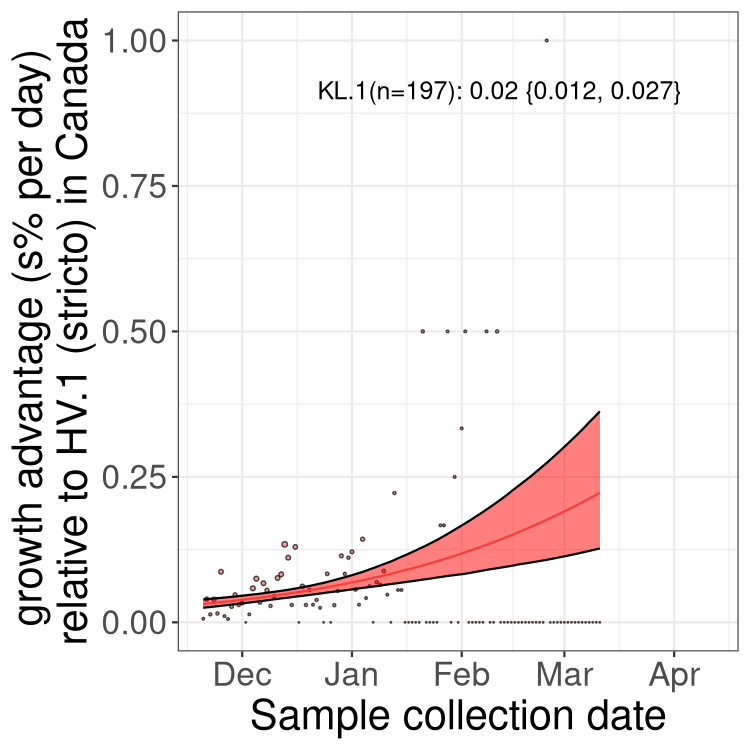 growth advantage (s% per day)
relative to HV.1 (stricto) in Canada
1.00
0.75
0.50
0.25
0.00
KL.1(n=197): 0.02 {0.012, 0.027}
Dec Jan Feb Mar Apr
Sample collection date